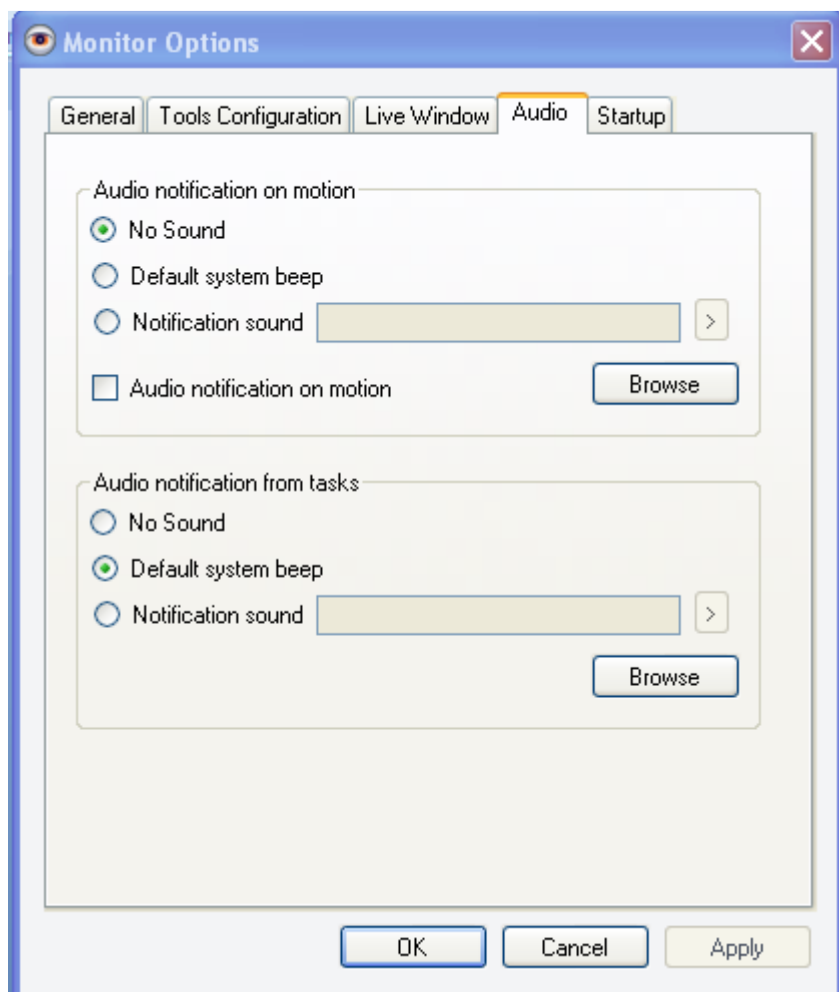 Monitor Options
General Tools Configuration Live Window Audio Startup
Audio notification on motion
No Sound
Default system beep
Notification sound >
Audio notification on motion Browse
Audio notification from tasks
No Sound
Default system beep
Notification sound >
Browse
OK Cancel Apply